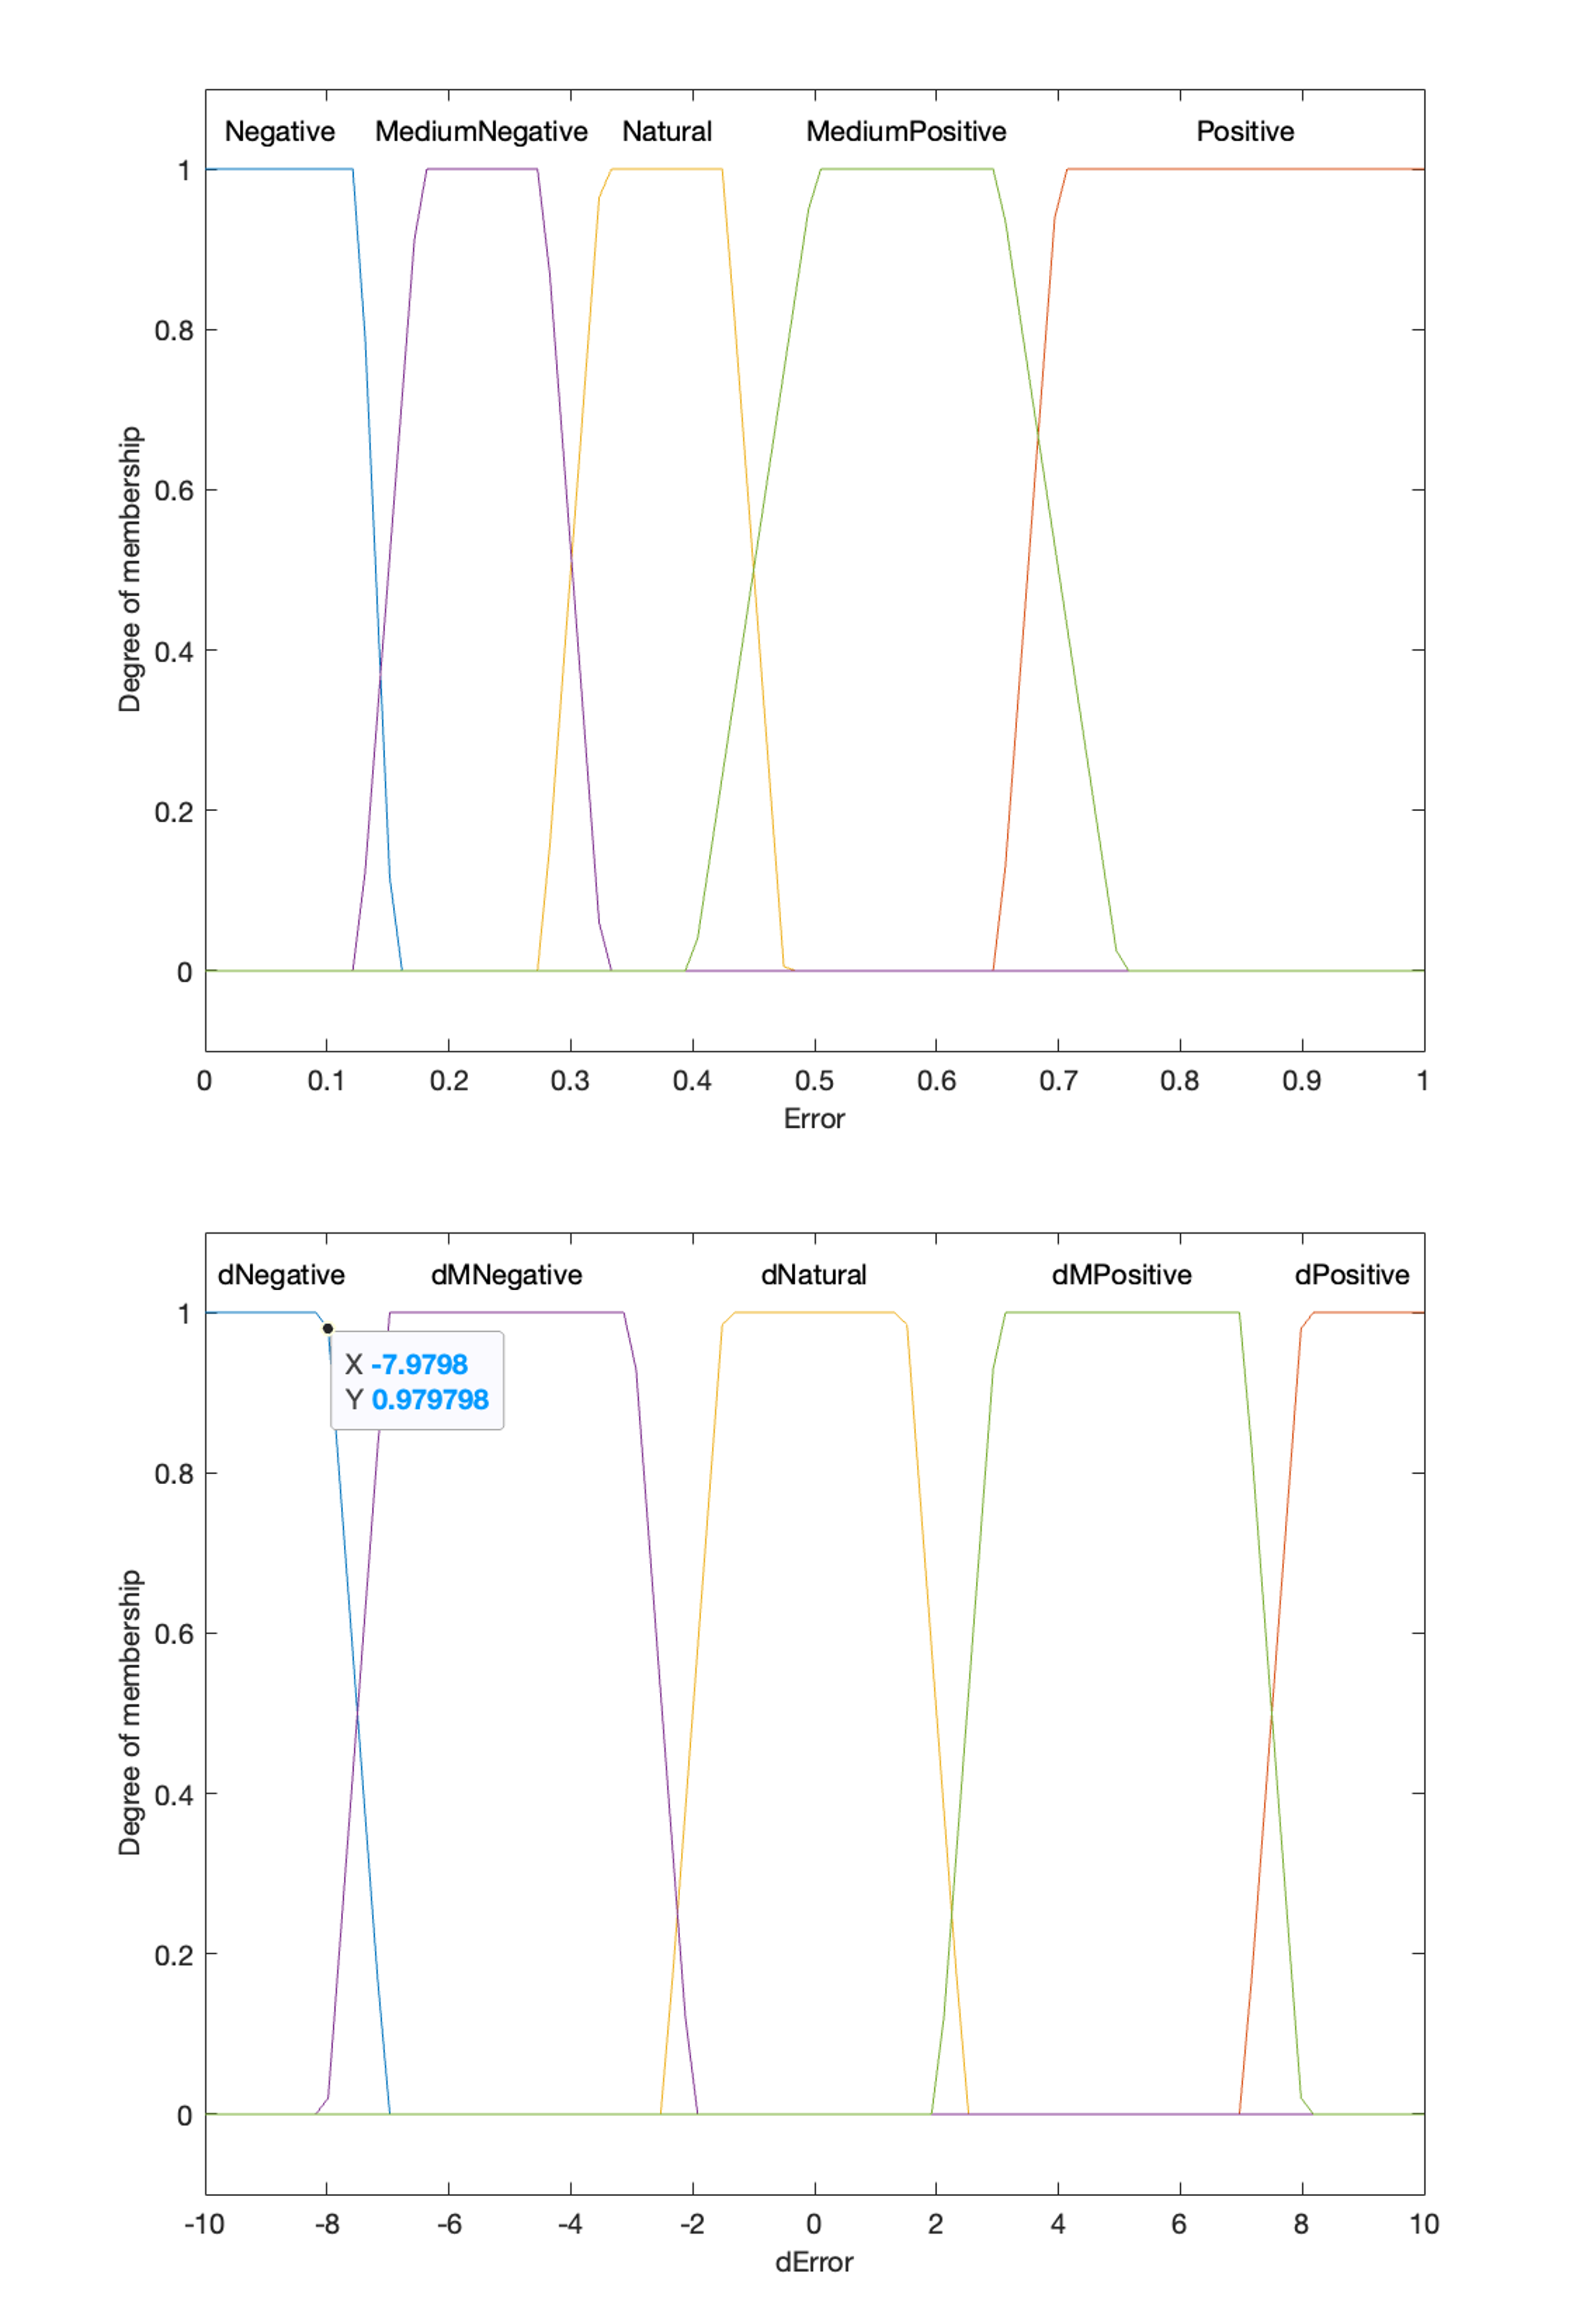 Negative MediumNegative Natural MediumPositive Positive
1
0.8
0.6
0.4
0.2
0
Degree of membership
0 0.1 0.2 0.3 0.4 0.5 0.6 0.7 0.8 0.9 1
Error
dNegative dMNegative dNatural dMPositive dPositive
1
X -7.9798
Y 0.979798
0.8
0.6
0.4
0.2
0
Degree of membership
-10 -8 -6 -4 -2 0 2 4 6 8 10
dError